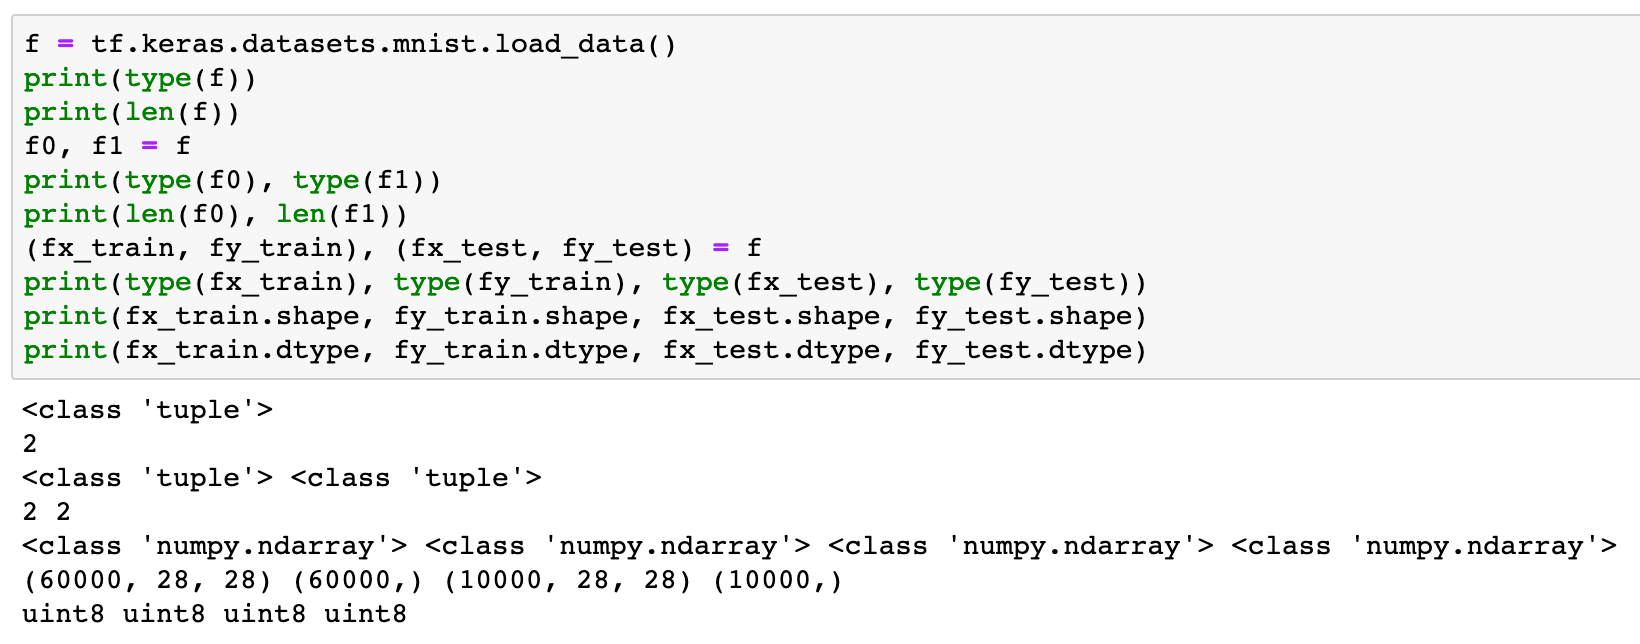 f = tf.keras.datasets.mnist.load_data()
print(type(f))
print(len(f))
f0, f1 = f
print(type(f0), type(f1))
print(len(f0), len(f1))
(fx_train, fy_train), (fx_test, fy_test) = f
print(type(fx_train), type(fy_train), type(fx_test), type(fy_test))
print(fx_train.shape, fy_train.shape, fx_test.shape, fy_test.shape)
print(fx_train.dtype, fy_train.dtype, fx_test.dtype, fy_test.dtype)
<class 'tuple'>
2
<class 'tuple'> <class 'tuple'>
2 2
<class 'numpy.ndarray'> <class 'numpy.ndarray'> <class 'numpy.ndarray'> <class 'numpy.ndarray'>
(60000, 28, 28) (60000,) (10000, 28, 28) (10000,)
uint8 uint8 uint8 uint8